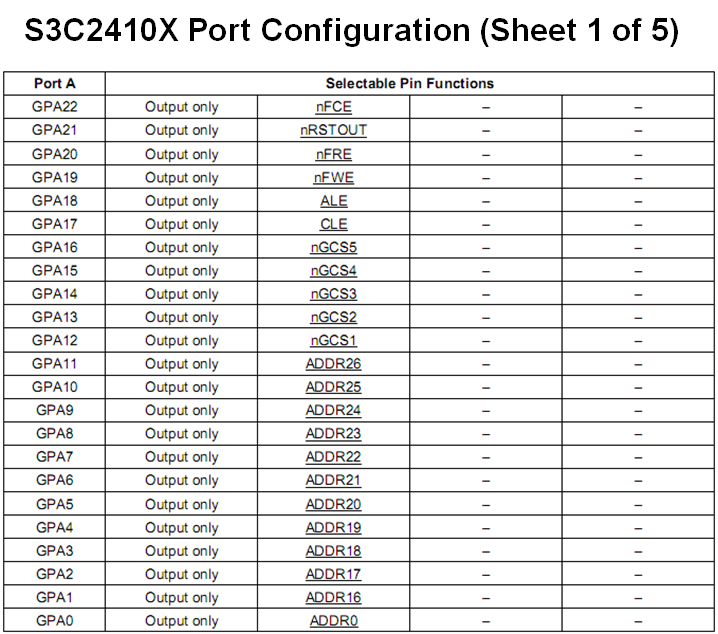 S3C2410X Port Configuration (Sheet 1 of 5)
Port A Selectable Pin Functions
GPA22 Output only nFCE – –
GPA21 Output only nRSTOUT – –
GPA20 Output only nFRE – –
GPA19 Output only nFWE – –
GPA18 Output only ALE – –
GPA17 Output only CLE – –
GPA16 Output only nGCS5 – –
GPA15 Output only nGCS4 – –
GPA14 Output only nGCS3 – –
GPA13 Output only nGCS2 – –
GPA12 Output only nGCS1 – –
GPA11 Output only ADDR26 – –
GPA10 Output only ADDR25 – –
GPA9 Output only ADDR24 – –
GPA8 Output only ADDR23 – –
GPA7 Output only ADDR22 – –
GPA6 Output only ADDR21 – –
GPA5 Output only ADDR20 – –
GPA4 Output only ADDR19 – –
GPA3 Output only ADDR18 – –
GPA2 Output only ADDR17 – –
GPA1 Output only ADDR16 – –
GPA0 Output only ADDR0 – –